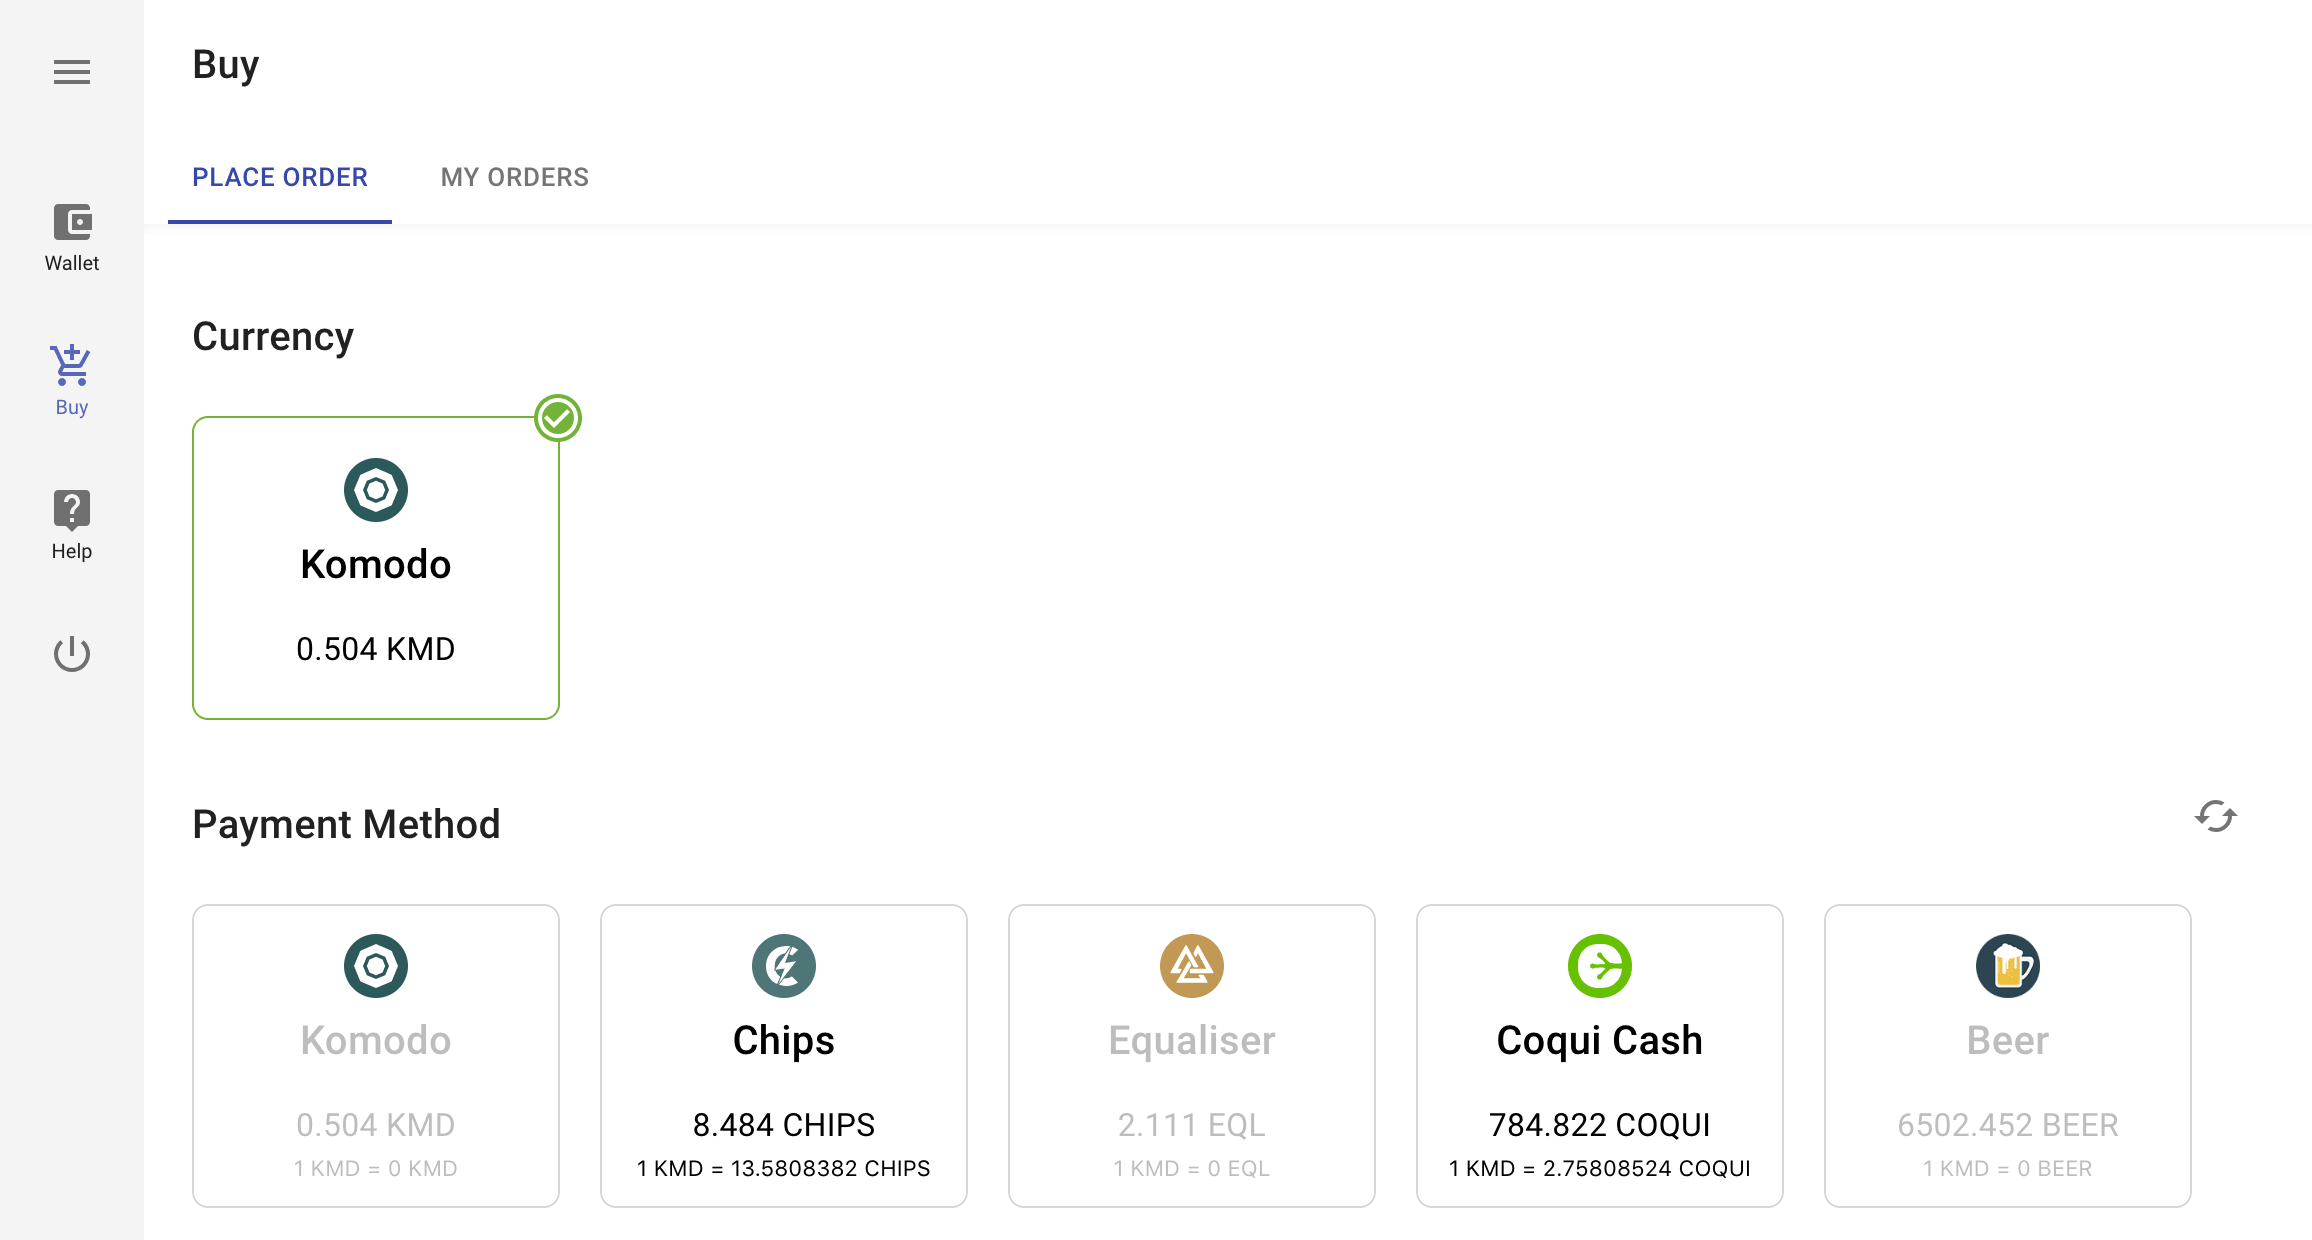 Buy
PLACE ORDER
MY ORDERS
Wallet
Buy
Help
Currency
Komodo
0.504 KMD
Payment Method
Komodo
0.504 KMD
1 KMD = 0 KMD
Chips
8.484 CHIPS
1 KMD = 13.5808382 CHIPS
Equaliser
2.111 EQL
1 KMD = 0 EQL
Coqui Cash
784.822 COQUI
1 KMD = 2.75808524 COQUI
Beer
6502.452 BEER
1 KMD = 0 BEER